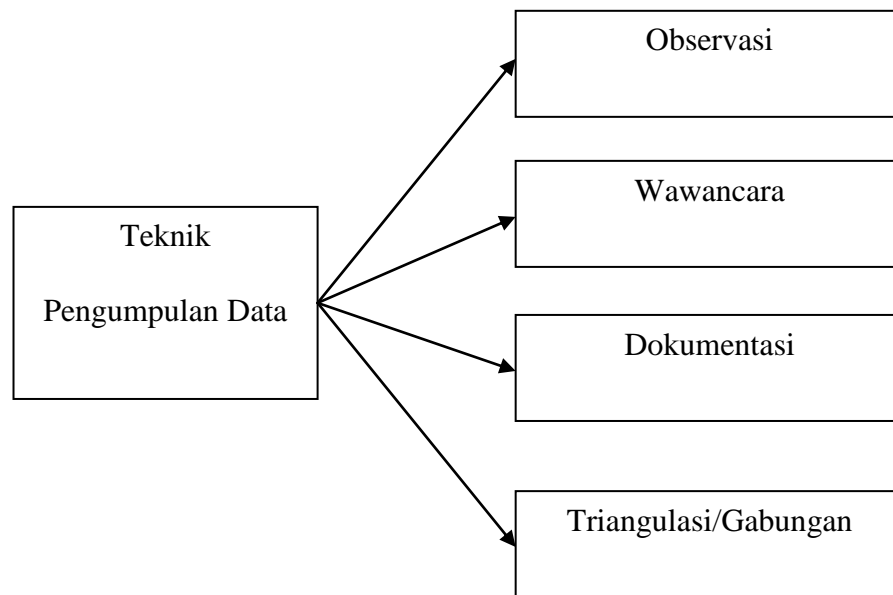 Teknik
Pengumpulan Data
Observasi
Wawancara
Dokumentasi
Triangulasi/Gabungan